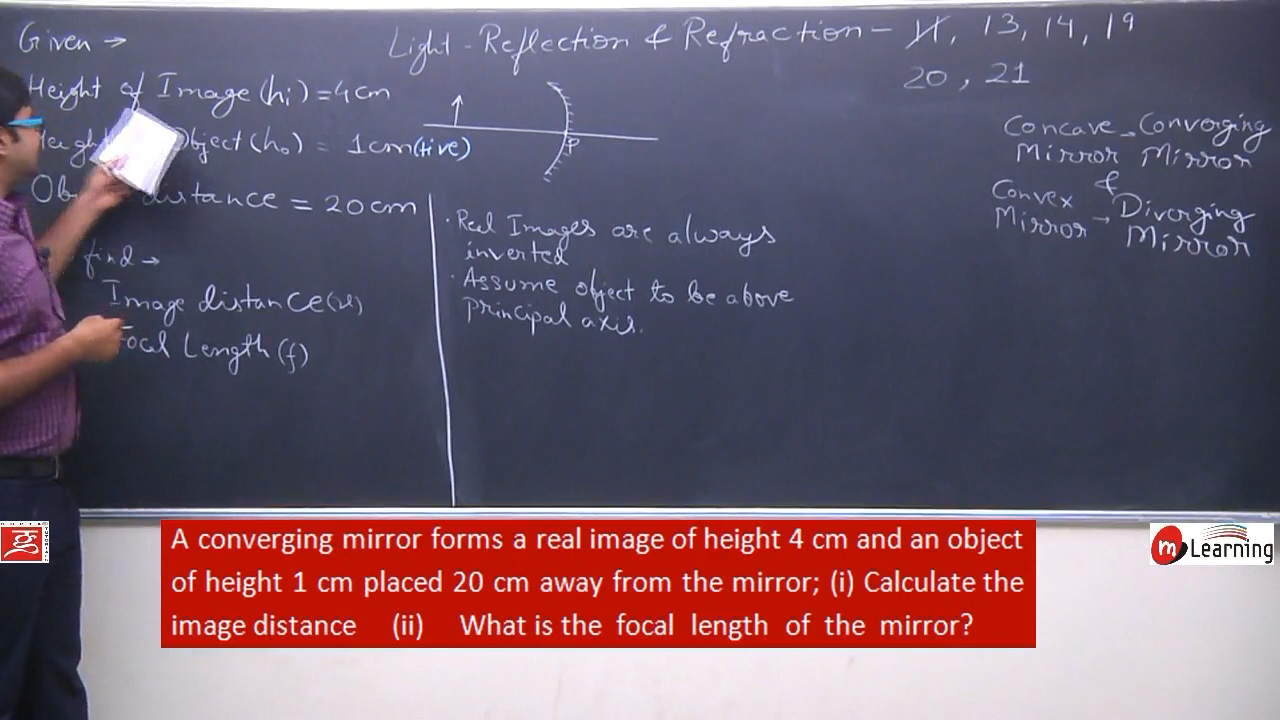 Given →
Light - Reflection & Refraction - 11, 13, 14, 19
20, 21
Height of Image (hi) = 4 cm
Object (ho) = 1 cm (+ive)
distance = 20 cm
P
Concave → Converging
Mirror Mirror
&
Convex → Diverging
Mirror Mirror
find →
Image distance (v)
Focal Length (f)
· Real Images are always
inverted
· Assume object to be above
principal axis.
A converging mirror forms a real image of height 4 cm and an object
of height 1 cm placed 20 cm away from the mirror; (i) Calculate the
image distance (ii) What is the focal length of the mirror?
m Learning